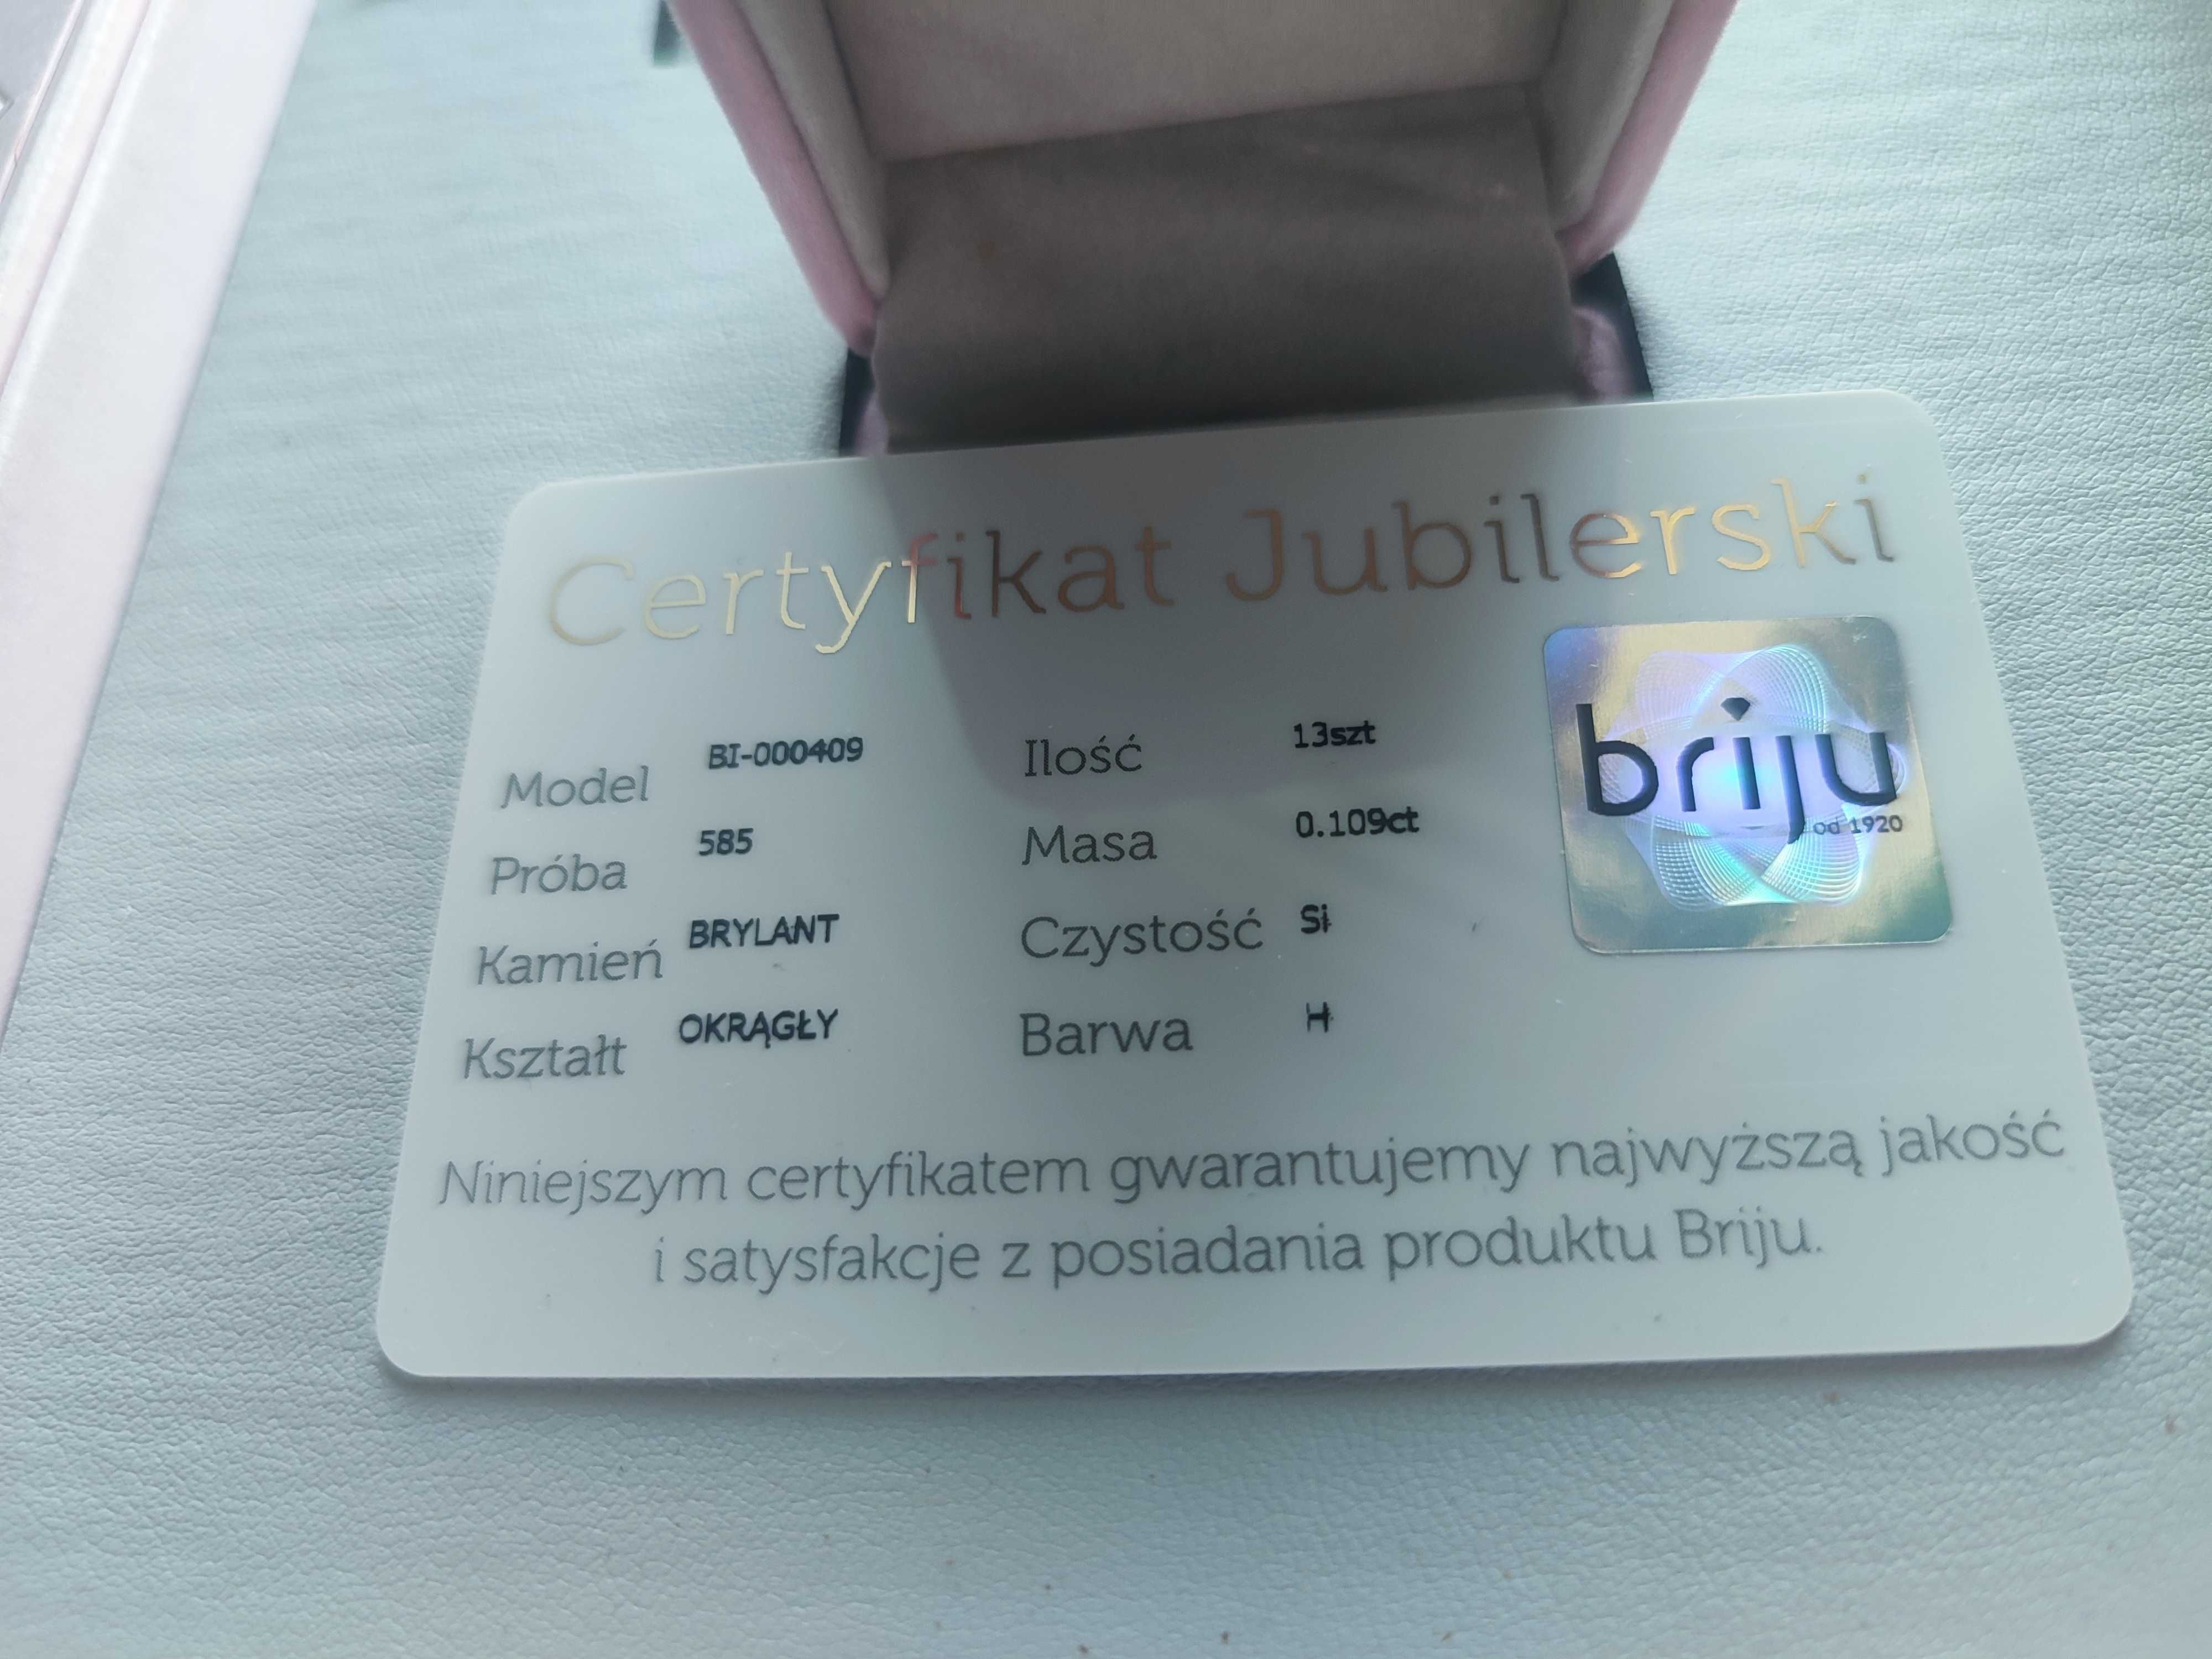 Certyfikat Jubilerski
Model BI-000409
Próba 585
Kamień BRYLANT
Kształt OKRĄGŁY
Ilość 13szt
Masa 0.109ct
Czystość Si
Barwa H
briju
od 1920
Niniejszym certyfikatem gwarantujemy najwyższą jakość
i satysfakcje z posiadania produktu Briju.